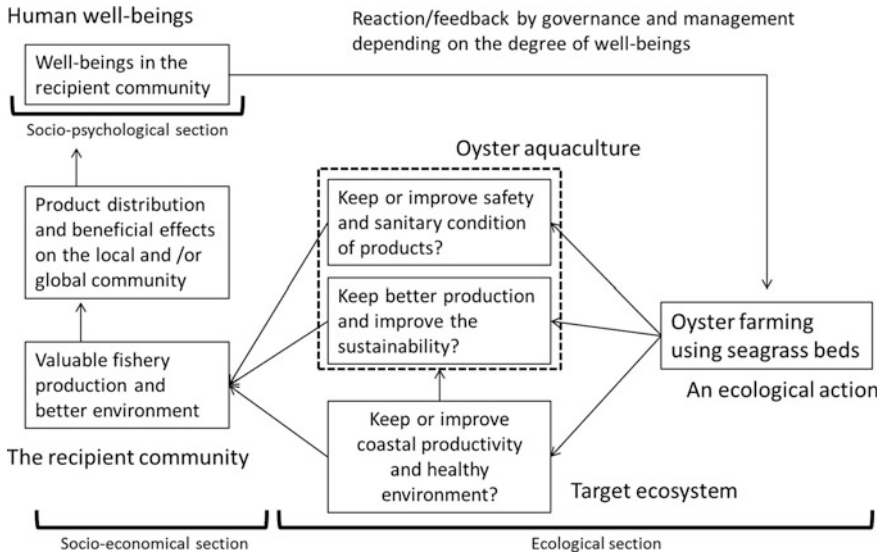 Human well-beings
Reaction/feedback by governance and management
depending on the degree of well-beings
Well-beings in the
recipient community
Socio-psychological section
Oyster aquaculture
Product distribution
and beneficial effects
on the local and /or
global community
Keep or improve safety
and sanitary condition
of products?
Keep better production
and improve the
sustainability?
Oyster farming
using seagrass beds
An ecological action
Valuable fishery
production and
better environment
The recipient community
Keep or improve
coastal productivity
and healthy
environment?
Target ecosystem
Socio-economical section
Ecological section